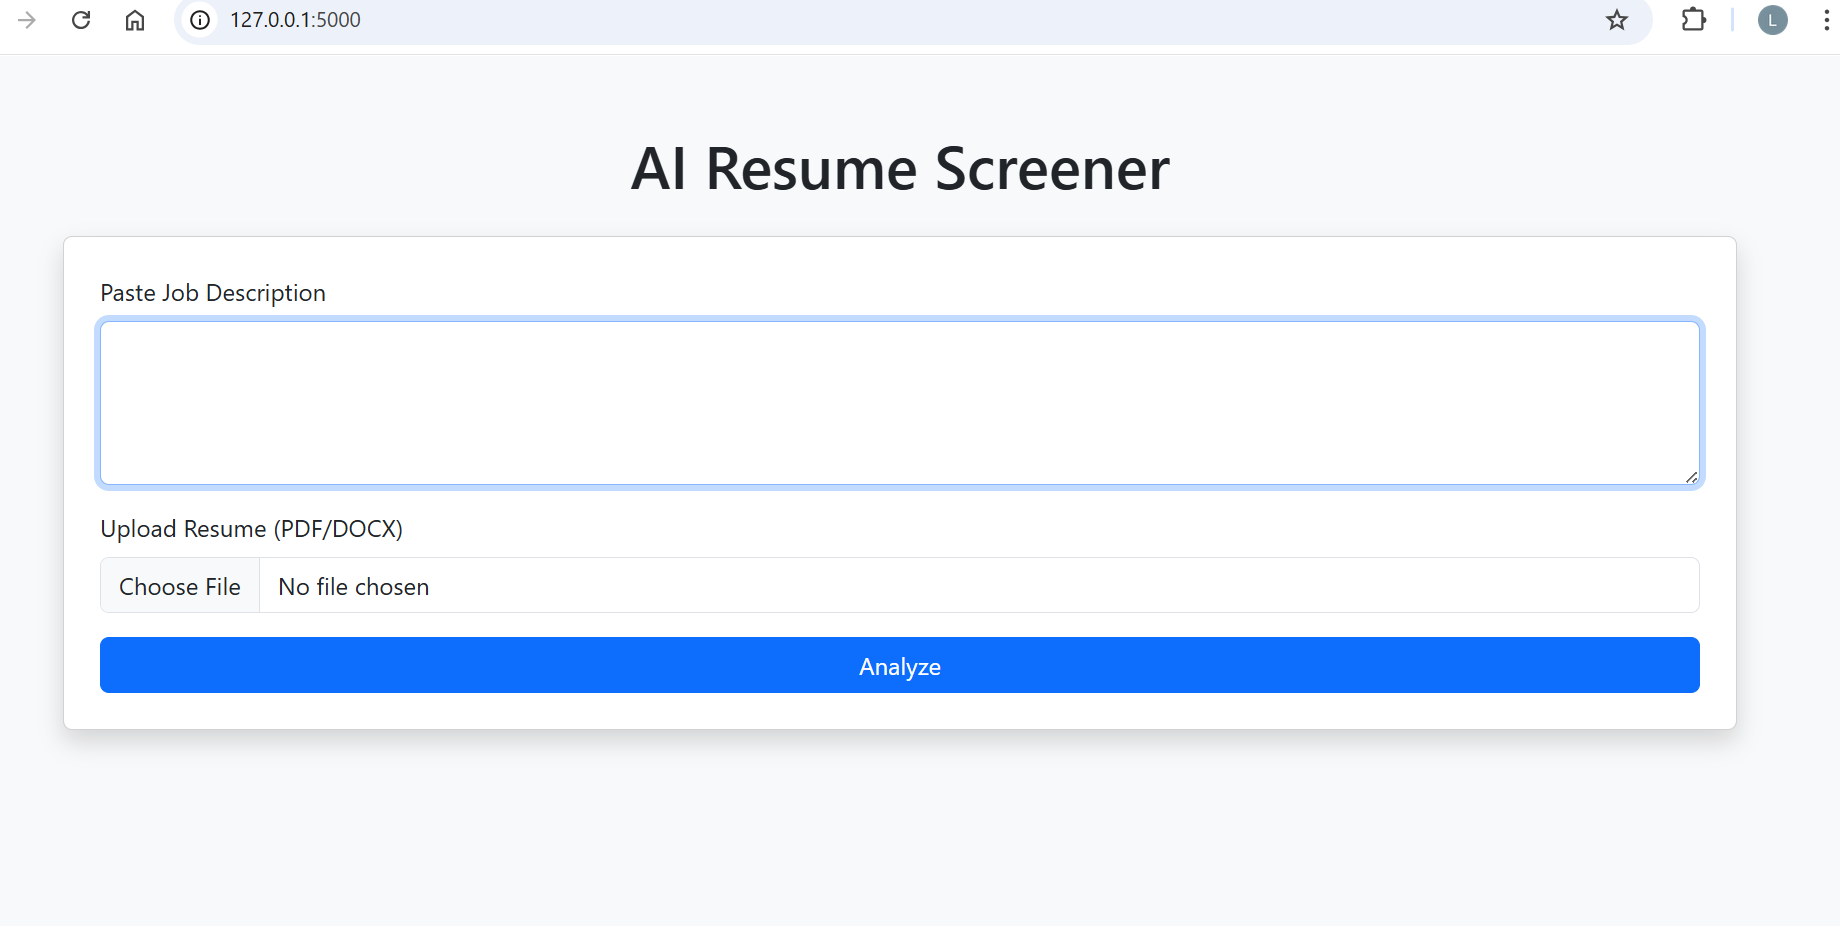 127.0.0.1:5000
L
AI Resume Screener
Paste Job Description
Upload Resume (PDF/DOCX)
Choose File No file chosen
Analyze